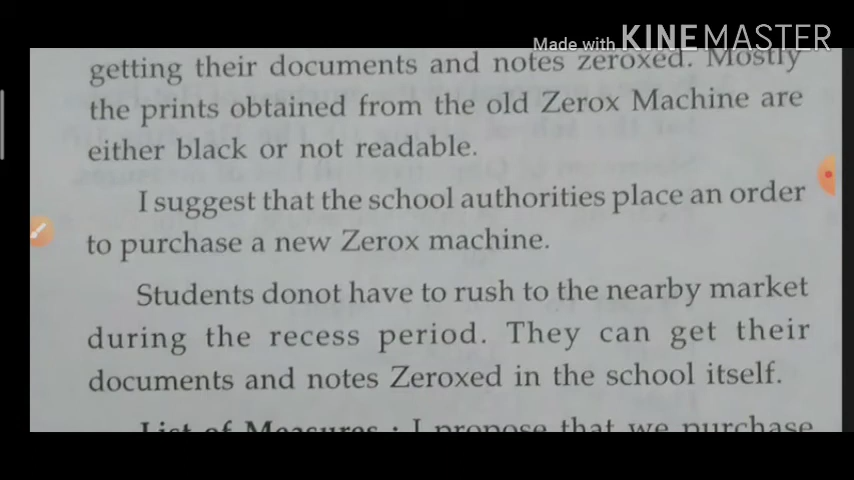 Made with KINEMASTER
getting their documents and notes zeroxed. Mostly
the prints obtained from the old Zerox Machine are
either black or not readable.
I suggest that the school authorities place an order
to purchase a new Zerox machine.
Students donot have to rush to the nearby market
during the recess period. They can get their
documents and notes Zeroxed in the school itself.
List of Measures : I propose that we purchase